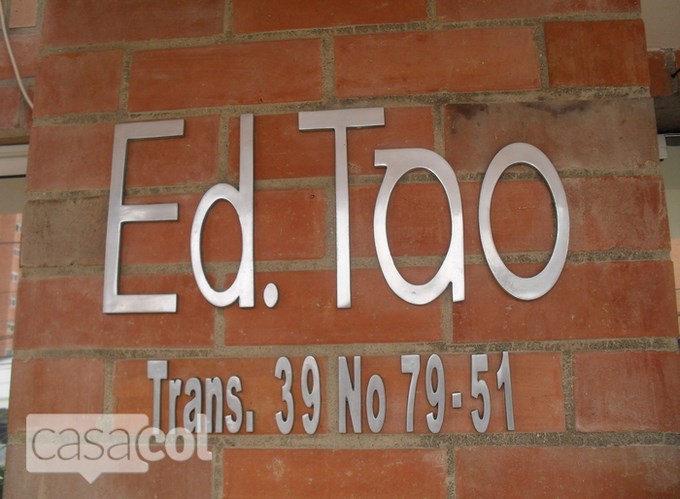 Ed. Tao
Trans. 39 No 79-51
casacol